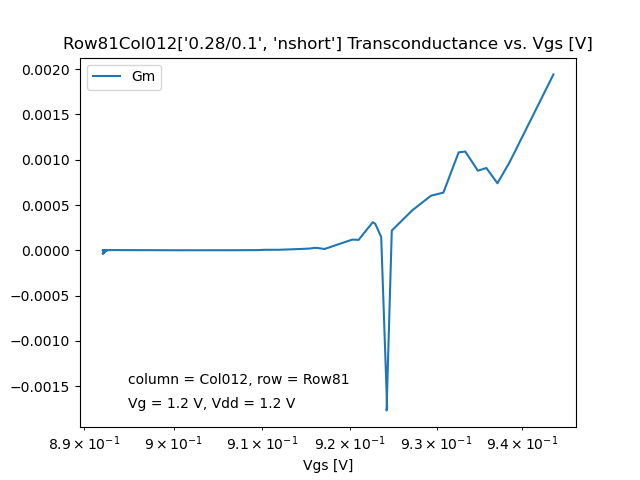 Row81Col012['0.28/0.1', 'nshort'] Transconductance vs. Vgs [V]
Gm
0.0020
0.0015
0.0010
0.0005
0.0000
−0.0005
−0.0010
−0.0015
column = Col012, row = Row81
Vg = 1.2 V, Vdd = 1.2 V
8.9 × 10⁻¹ 9 × 10⁻¹ 9.1 × 10⁻¹ 9.2 × 10⁻¹ 9.3 × 10⁻¹ 9.4 × 10⁻¹
Vgs [V]